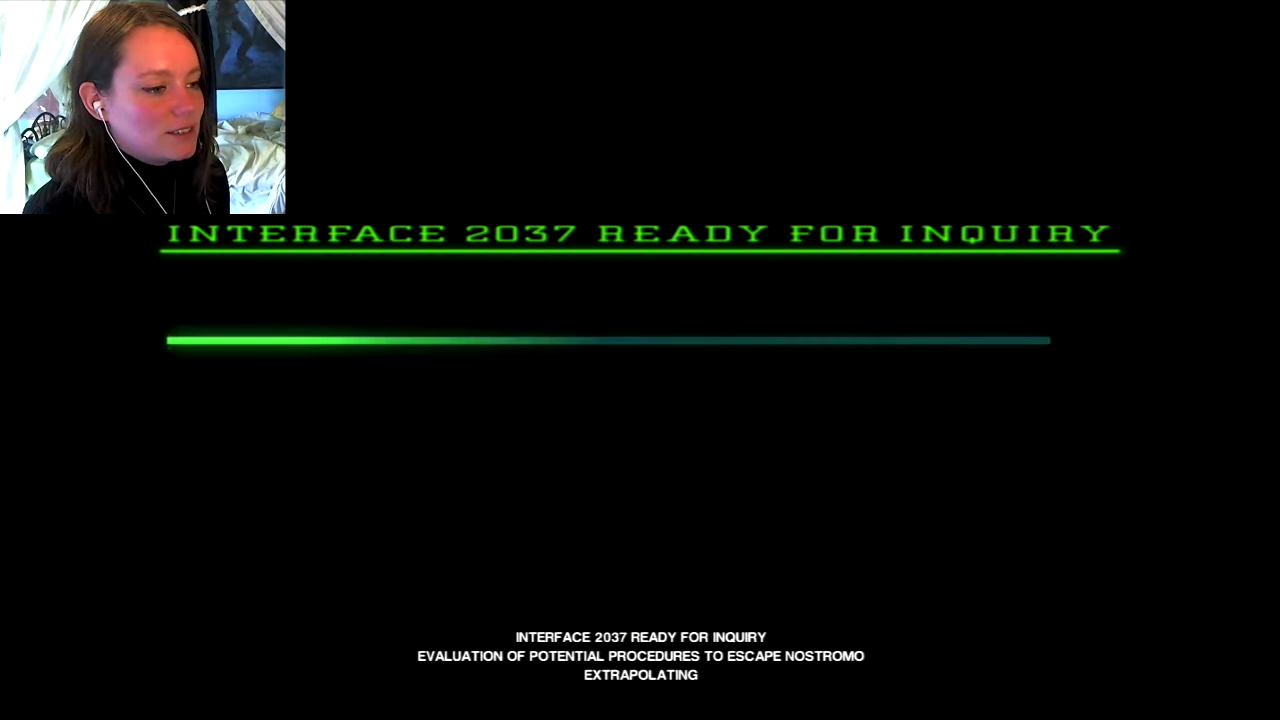 INTERFACE 2037 READY FOR INQUIRY
INTERFACE 2037 READY FOR INQUIRY
EVALUATION OF POTENTIAL PROCEDURES TO ESCAPE NOSTROMO
EXTRAPOLATING